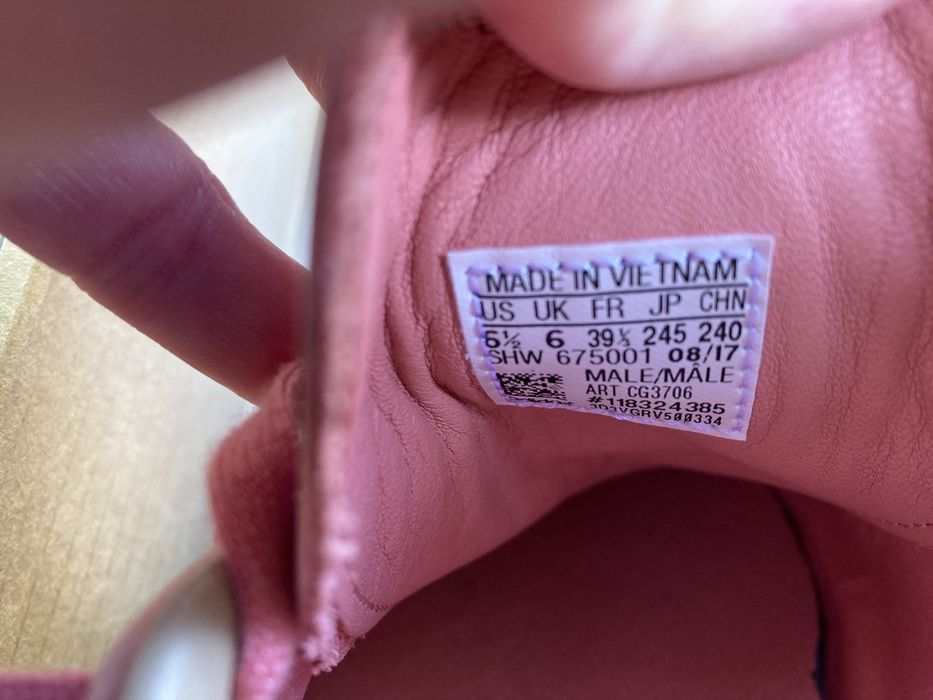 MADE IN VIETNAM
US UK FR JP CHN
6½ 6 39⅓ 245 240
SHW 675001 08/17
MALE/MÂLE
ART CG3706
#118324385
3D3VGRV500334